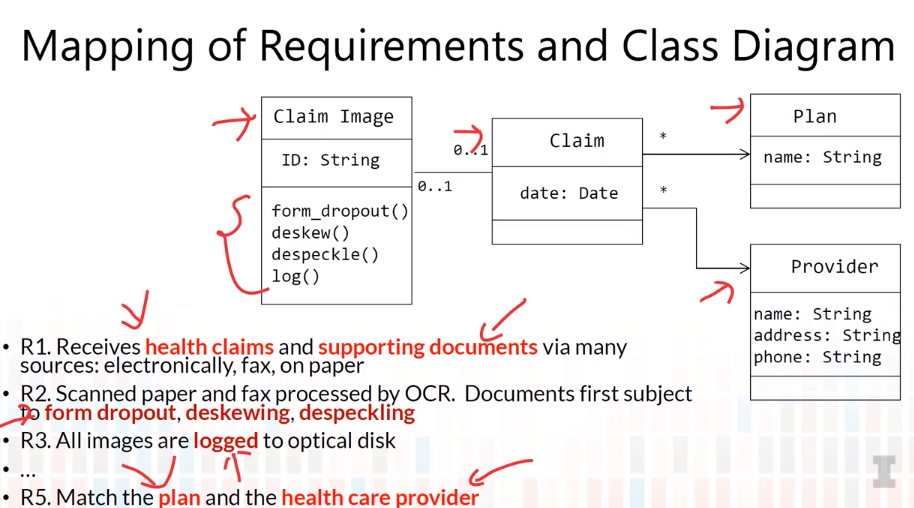 Mapping of Requirements and Class Diagram
Claim Image
ID: String
form_dropout()
deskew()
despeckle()
log()
0..1
0..1
Claim
date: Date
*
*
Plan
name: String
Provider
name: String
address: String
phone: String
• R1. Receives health claims and supporting documents via many
sources: electronically, fax, on paper
• R2. Scanned paper and fax processed by OCR. Documents first subject
to form dropout, deskewing, despeckling
• R3. All images are logged to optical disk
• ...
• R5. Match the plan and the health care provider